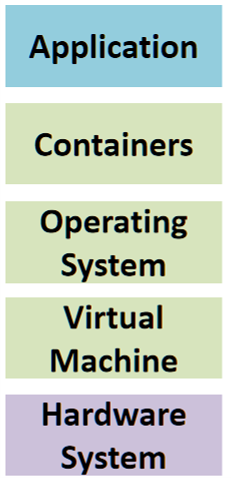 Application
Containers
Operating
System
Virtual
Machine
Hardware
System